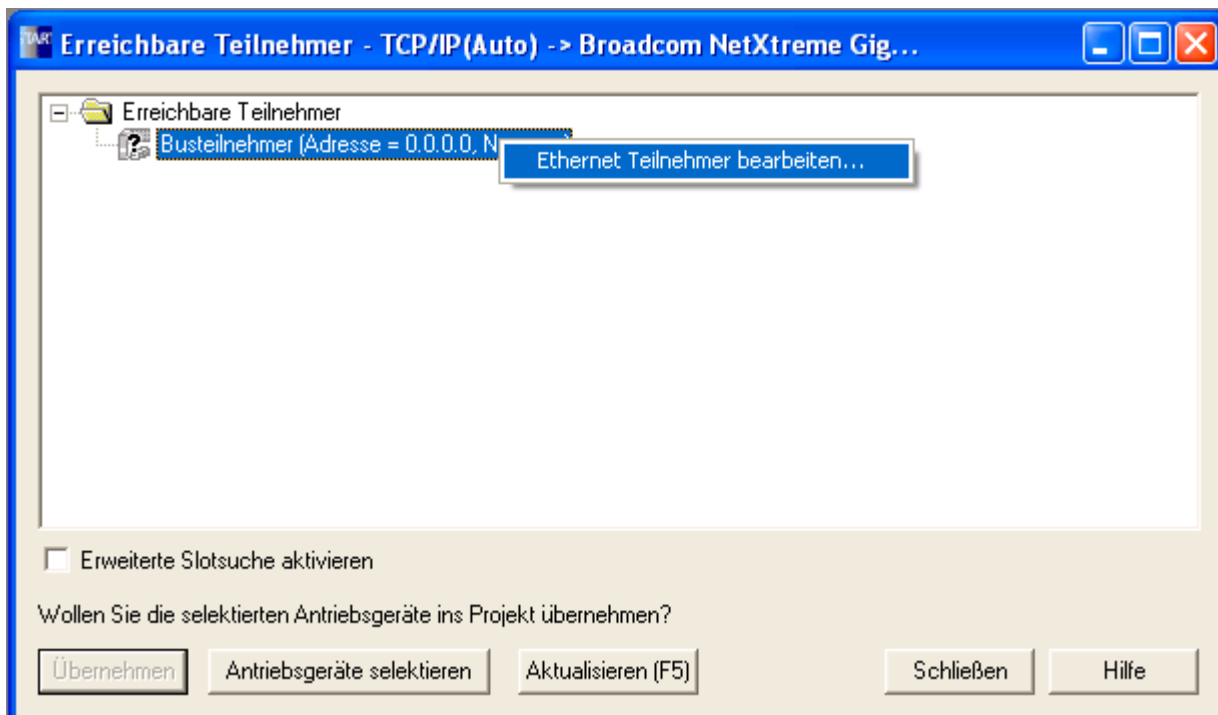 Erreichbare Teilnehmer - TCP/IP(Auto) -> Broadcom NetXtreme Gig...
Erreichbare Teilnehmer
Busteilnehmer (Adresse = 0.0.0.0, N
Ethernet Teilnehmer bearbeiten...
Erweiterte Slotsuche aktivieren
Wollen Sie die selektierten Antriebsgeräte ins Projekt übernehmen?
Übernehmen Antriebsgeräte selektieren Aktualisieren (F5) Schließen Hilfe